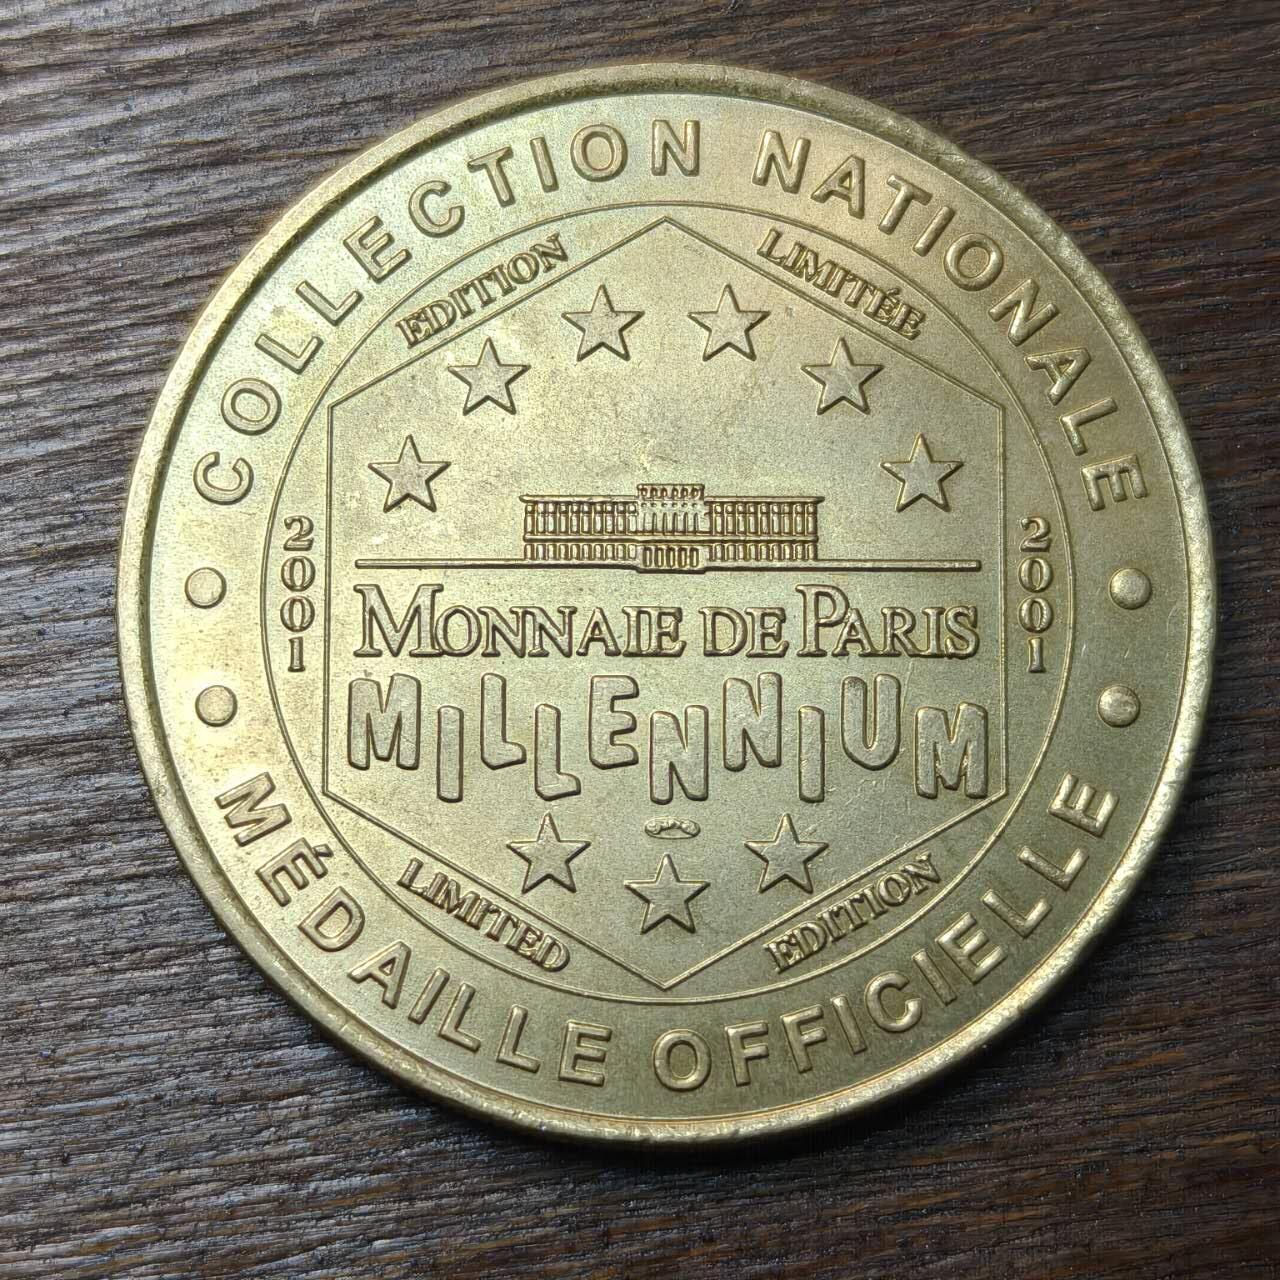 COLLECTION NATIONALE
EDITION LIMITÉE
2001
2001
MONNAIE DE PARIS
MILLENNIUM
LIMITED EDITION
MÉDAILLE OFFICIELLE